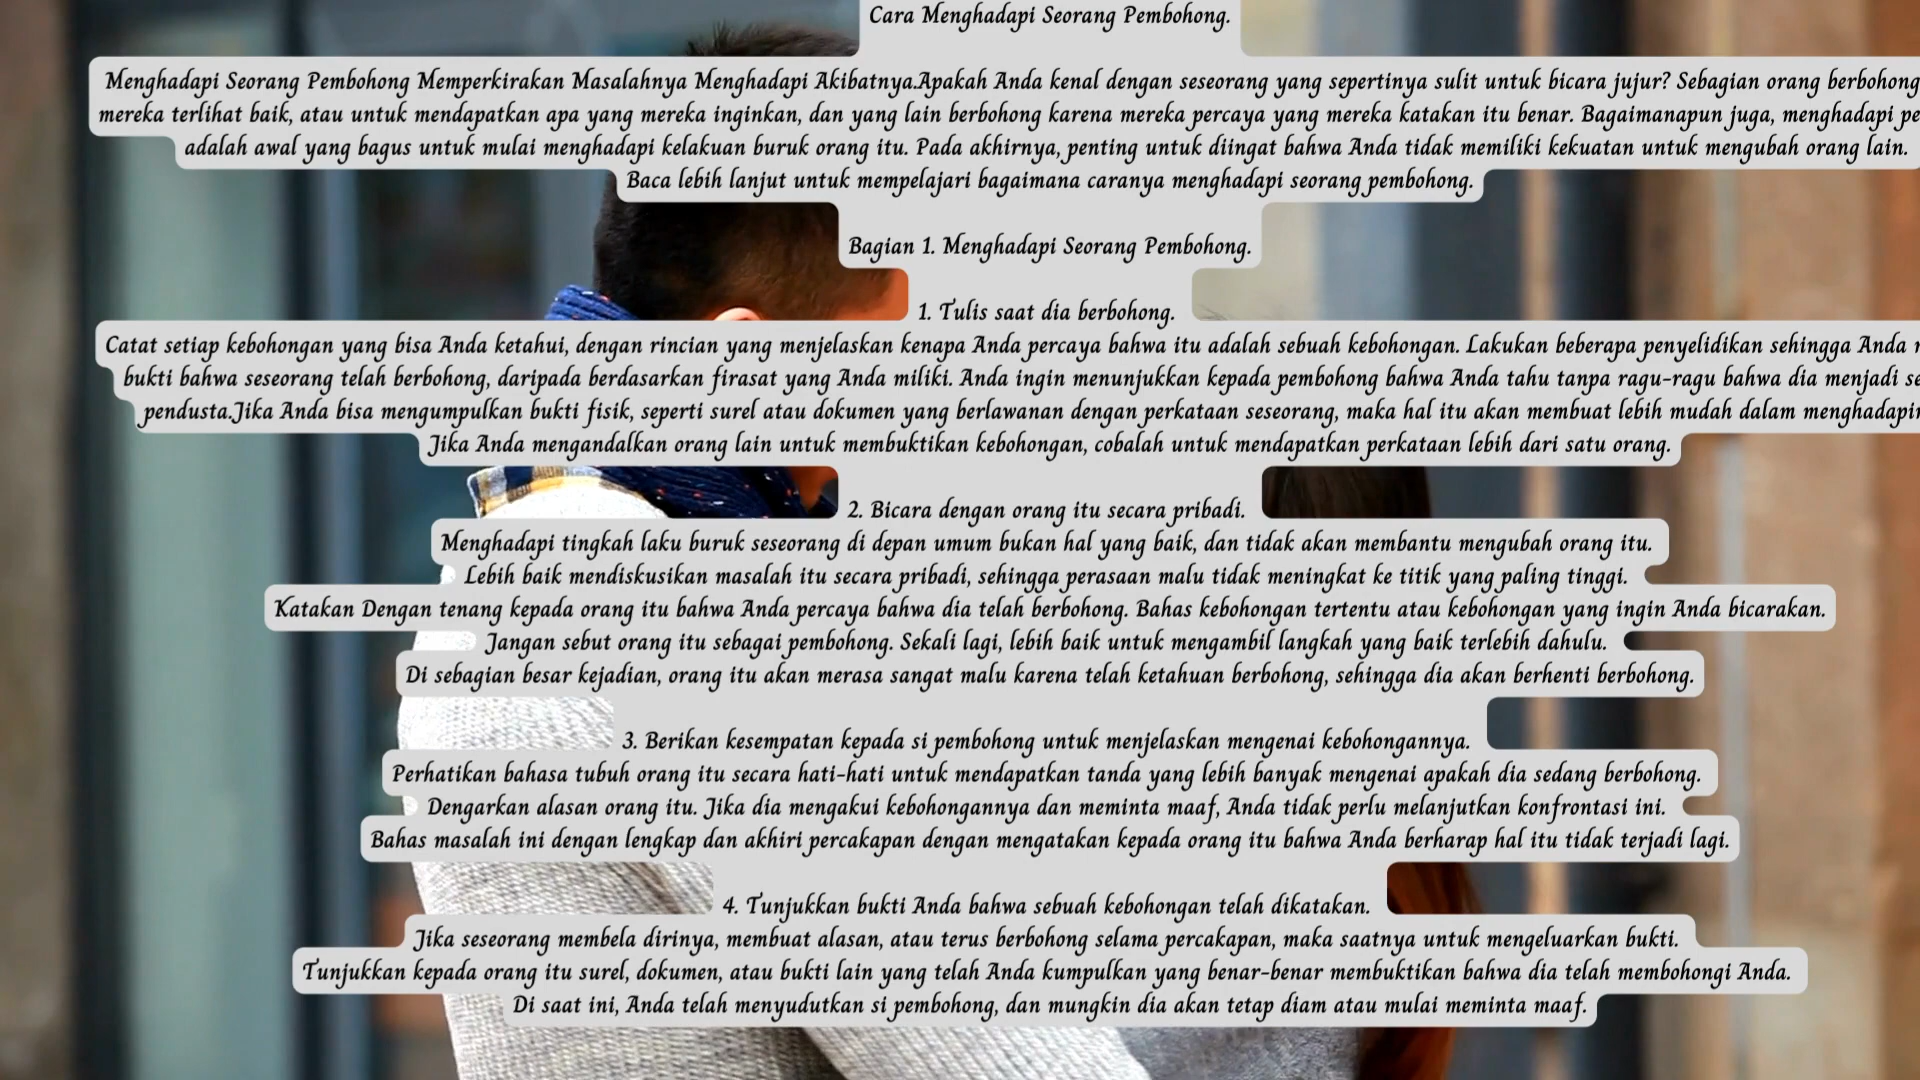 Cara Menghadapi Seorang Pembohong.
Menghadapi Seorang Pembohong Memperkirakan Masalahnya Menghadapi Akibatnya.Apakah Anda kenal dengan seseorang yang sepertinya sulit untuk bicara jujur? Sebagian orang berbohong
mereka terlihat baik, atau untuk mendapatkan apa yang mereka inginkan, dan yang lain berbohong karena mereka percaya yang mereka katakan itu benar. Bagaimanapun juga, menghadapi
adalah awal yang bagus untuk mulai menghadapi kelakuan buruk orang itu. Pada akhirnya, penting untuk diingat bahwa Anda tidak memiliki kekuatan untuk mengubah orang lain.
Baca lebih lanjut untuk mempelajari bagaimana caranya menghadapi seorang pembohong.
Bagian 1. Menghadapi Seorang Pembohong.
1. Tulis saat dia berbohong.
Catat setiap kebohongan yang bisa Anda ketahui, dengan rincian yang menjelaskan kenapa Anda percaya bahwa itu adalah sebuah kebohongan. Lakukan beberapa penyelidikan sehingga Anda
bukti bahwa seseorang telah berbohong, daripada berdasarkan firasat yang Anda miliki. Anda ingin menunjukkan kepada pembohong bahwa Anda tahu tanpa ragu-ragu bahwa dia menjadi
pendusta.Jika Anda bisa mengumpulkan bukti fisik, seperti surel atau dokumen yang berlawanan dengan perkataan seseorang, maka hal itu akan membuat lebih mudah dalam
Jika Anda mengandalkan orang lain untuk membuktikan kebohongan, cobalah untuk mendapatkan perkataan lebih dari satu orang.
2. Bicara dengan orang itu secara pribadi.
Menghadapi tingkah laku buruk seseorang di depan umum bukan hal yang baik, dan tidak akan membantu mengubah orang itu.
Lebih baik mendiskusikan masalah itu secara pribadi, sehingga perasaan malu tidak meningkat ke titik yang paling tinggi.
Katakan Dengan tenang kepada orang itu bahwa Anda percaya bahwa dia telah berbohong. Bahas kebohongan tertentu atau kebohongan yang ingin Anda bicarakan.
Jangan sebut orang itu sebagai pembohong. Sekali lagi, lebih baik untuk mengambil langkah yang baik terlebih dahulu.
Di sebagian besar kejadian, orang itu akan merasa sangat malu karena telah ketahuan berbohong, sehingga dia akan berhenti berbohong.
3. Berikan kesempatan kepada si pembohong untuk menjelaskan mengenai kebohongannya.
Perhatikan bahasa tubuh orang itu secara hati-hati untuk mendapatkan tanda yang lebih banyak mengenai apakah dia sedang berbohong.
Dengarkan alasan orang itu. Jika dia mengakui kebohongannya dan meminta maaf, Anda tidak perlu melanjutkan konfrontasi ini.
Bahas masalah ini dengan lengkap dan akhiri percakapan dengan mengatakan kepada orang itu bahwa Anda berharap hal itu tidak terjadi lagi.
4. Tunjukkan bukti Anda bahwa sebuah kebohongan telah dikatakan.
Jika seseorang membela dirinya, membuat alasan, atau terus berbohong selama percakapan, maka saatnya untuk mengeluarkan bukti.
Tunjukkan kepada orang itu surel, dokumen, atau bukti lain yang telah Anda kumpulkan yang benar-benar membuktikan bahwa dia telah membohongi Anda.
Di saat ini, Anda telah menyudutkan si pembohong, dan mungkin dia akan tetap diam atau mulai meminta maaf.